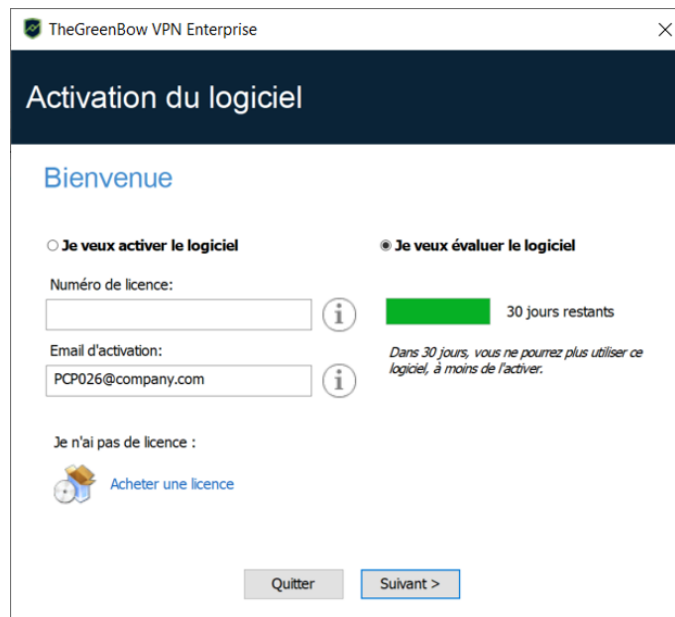 TheGreenBow VPN Enterprise
Activation du logiciel
Bienvenue
Je veux activer le logiciel
Numéro de licence:
Email d'activation:
PCP026@company.com
Je n'ai pas de licence :
Acheter une licence
Je veux évaluer le logiciel
30 jours restants
Dans 30 jours, vous ne pourrez plus utiliser ce
logiciel, à moins de l'activer.
Quitter
Suivant >